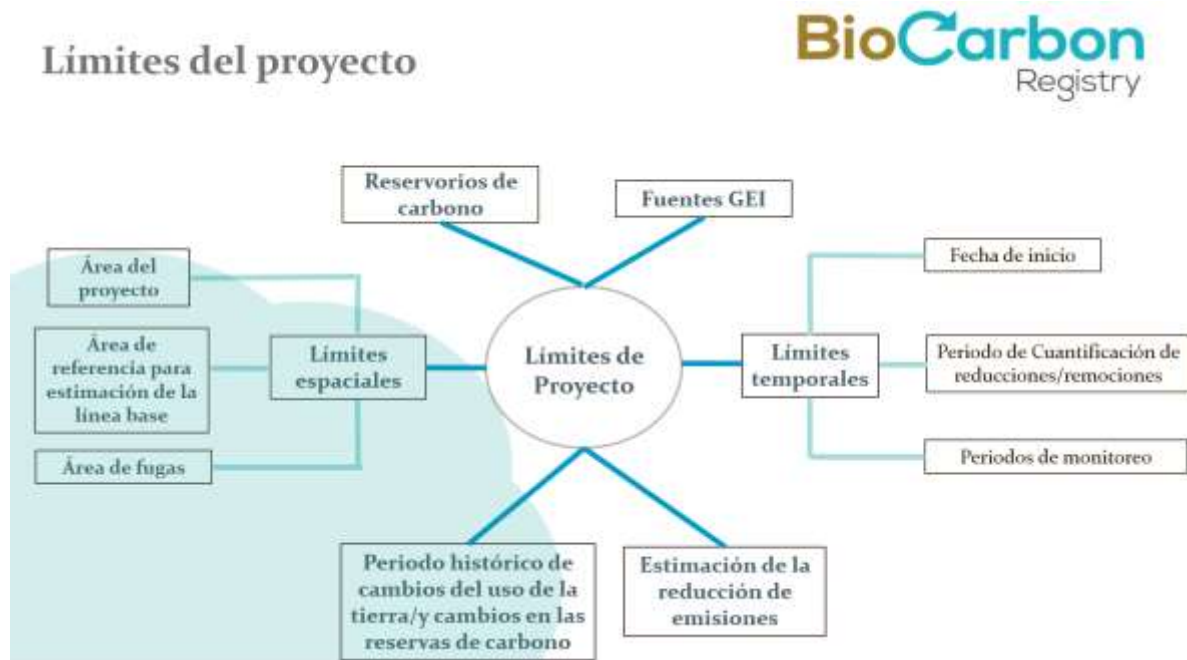 Límites del proyecto
BioCarbon
Registry
Reservorios de
carbono
Fuentes GEI
Área del
proyecto
Área de
referencia para
estimación de la
línea base
Área de fugas
Límites
espaciales
Límites de
Proyecto
Límites
temporales
Fecha de inicio
Periodo de Cuantificación de
reducciones/remociones
Periodos de monitoreo
Periodo histórico de
cambios del uso de la
tierra/y cambios en las
reservas de carbono
Estimación de la
reducción de
emisiones